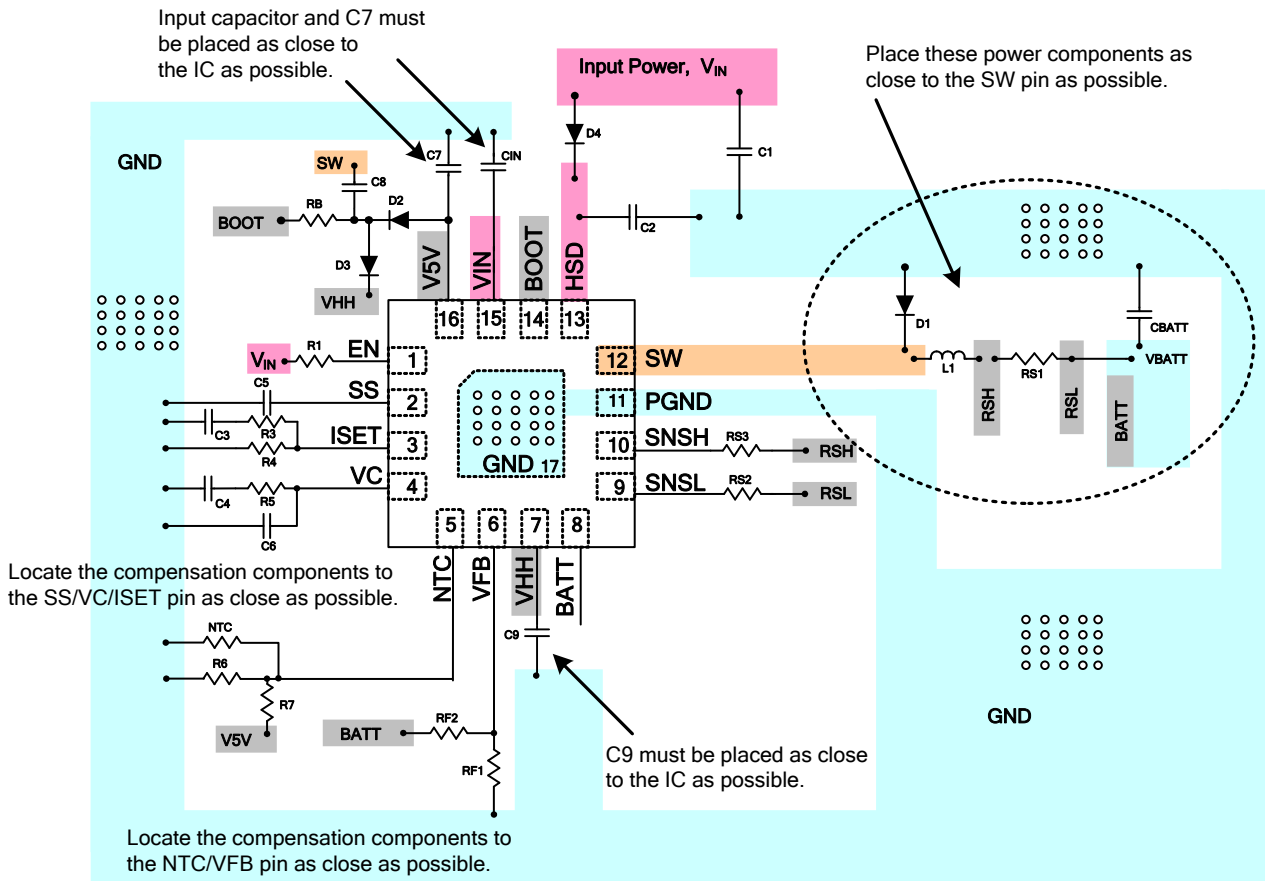 Input capacitor and C7 must
be placed as close to
the IC as possible.
Input Power, VIN
Place these power components as
close to the SW pin as possible.
GND
SW
C7
CIN
D4
C1
C8
D2
RB
BOOT
C2
D3
VHH
V5V
VIN
BOOT
HSD
16
15
14
13
D1
CBATT
VIN
R1
EN
1
12
SW
L1
RS1
VBATT
RSH
RSL
BATT
C5
SS
2
11
PGND
C3
R3
R4
ISET
3
GND 17
10
SNSH
RS3
RSH
VC
4
9
SNSL
RS2
RSL
C4
R5
C6
5
6
7
8
NTC
VFB
VHH
BATT
Locate the compensation components to
the SS/VC/ISET pin as close as possible.
NTC
R6
R7
V5V
C9
BATT
RF2
RF1
GND
C9 must be placed as close
to the IC as possible.
Locate the compensation components to
the NTC/VFB pin as close as possible.